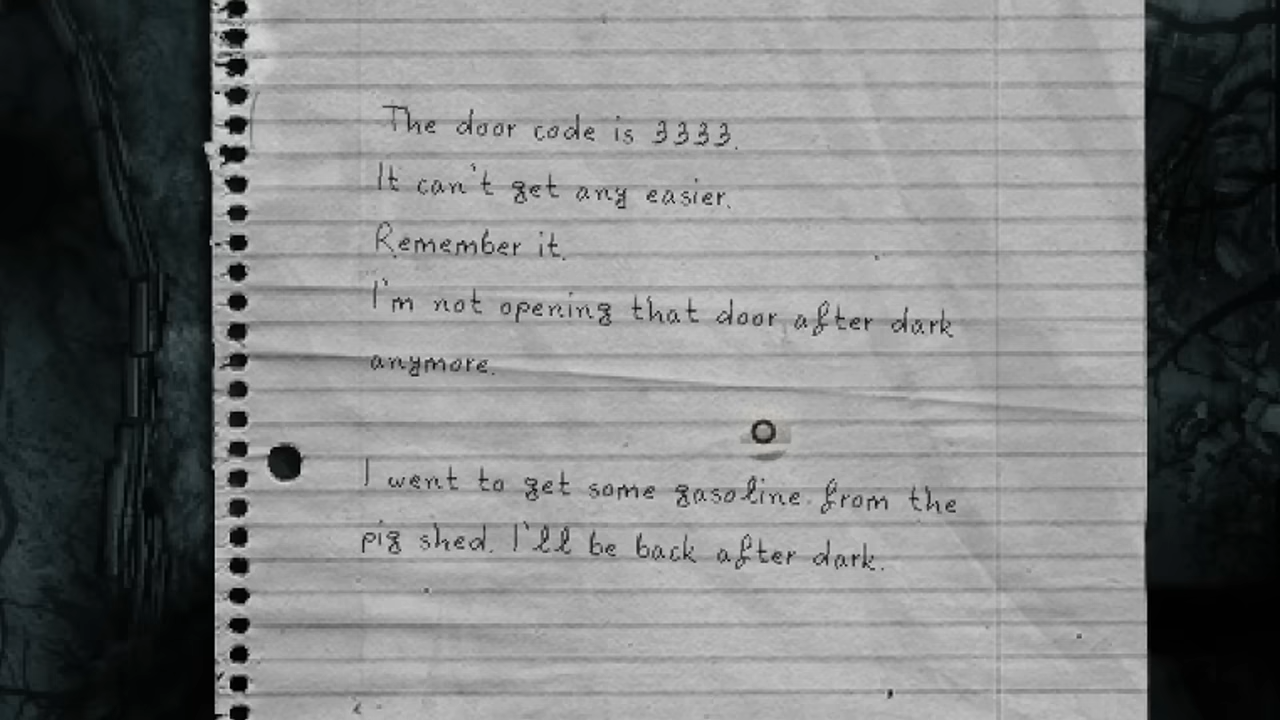 The door code is 3333.
It can't get any easier.
Remember it.
I'm not opening that door after dark
anymore.
I went to get some gasoline from the
pig shed. I'll be back after dark.